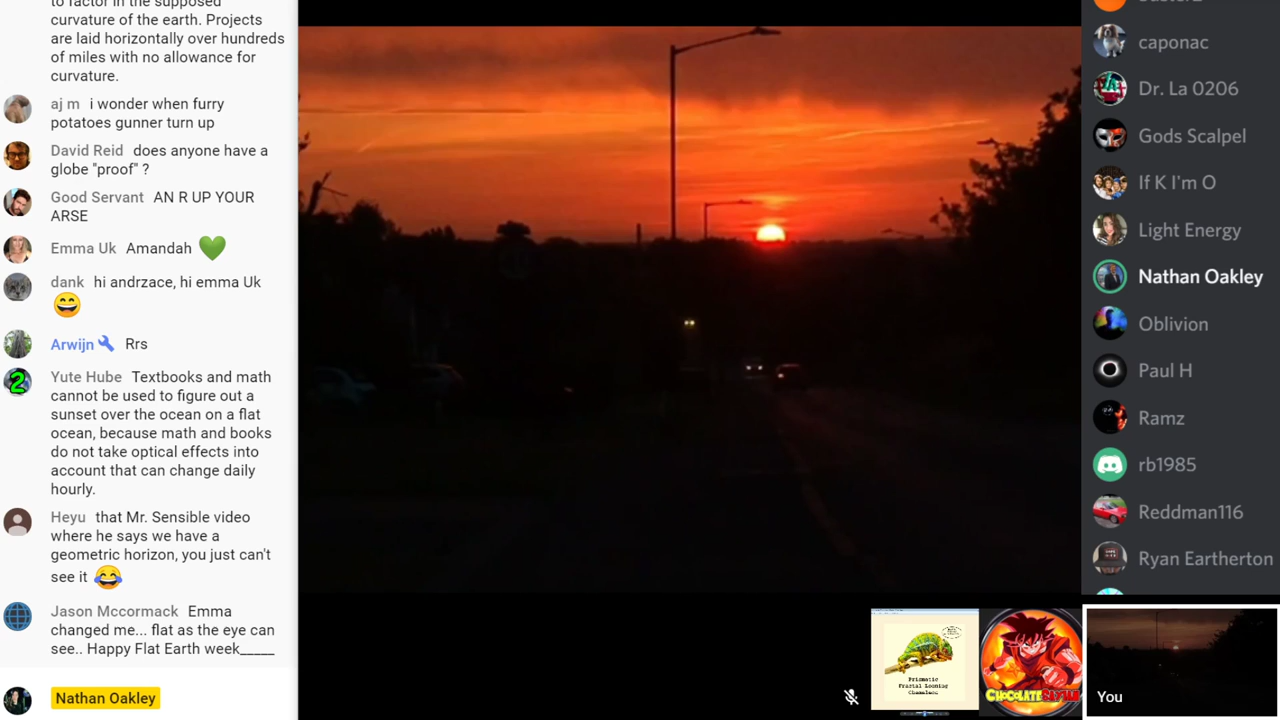 to factor in the supposed
curvature of the earth. Projects
are laid horizontally over hundreds
of miles with no allowance for
curvature.
aj m i wonder when furry
potatoes gunner turn up
David Reid does anyone have a
globe "proof" ?
Good Servant AN R UP YOUR
ARSE
Emma Uk Amandah 💚
dank hi andrzace, hi emma Uk
😄
Arwijn Rrs
Yute Hube Textbooks and math
cannot be used to figure out a
sunset over the ocean on a flat
ocean, because math and books
do not take optical effects into
account that can change daily
hourly.
Heyu that Mr. Sensible video
where he says we have a
geometric horizon, you just can't
see it 😂
Jason Mccormack Emma
changed me... flat as the eye can
see.. Happy Flat Earth week_____
Nathan Oakley
caponac
Dr. La 0206
Gods Scalpel
If K I'm O
Light Energy
Nathan Oakley
Oblivion
Paul H
Ramz
rb1985
Reddman116
Ryan Eartherton
Prismatic
Fractal Looming
Chameleon
CHOCOLATE SAIYAN
You